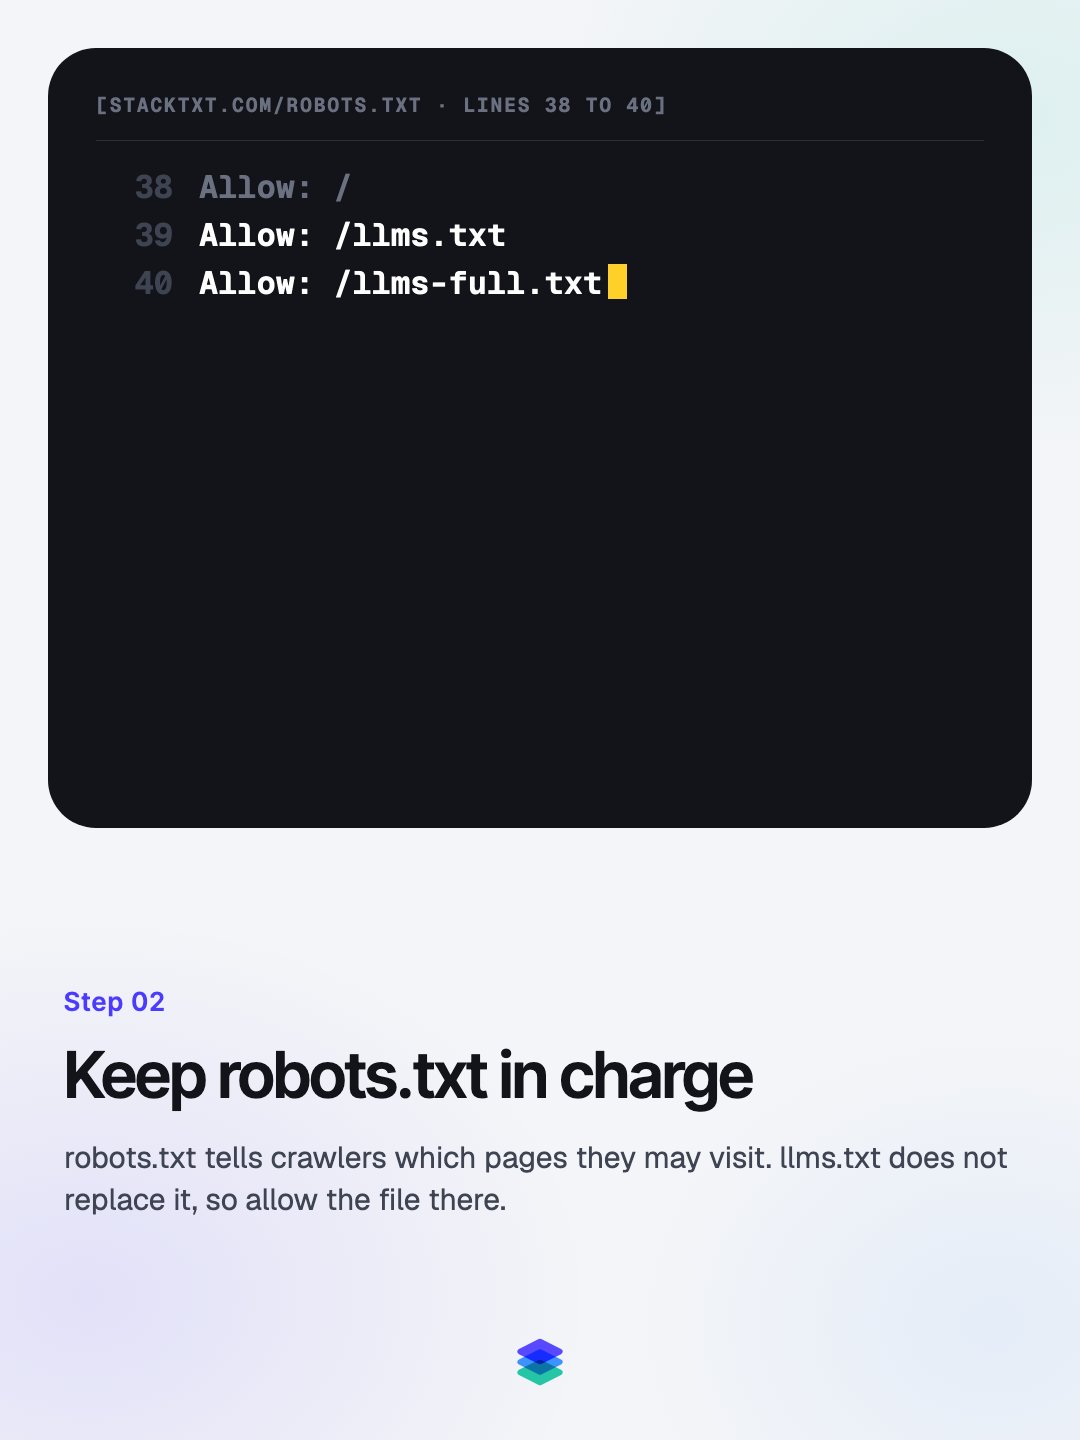 [STACKTXT.COM/ROBOTS.TXT · LINES 38 TO 40]
38 Allow: /
39 Allow: /llms.txt
40 Allow: /llms-full.txt
Step 02
Keep robots.txt in charge
robots.txt tells crawlers which pages they may visit. llms.txt does not
replace it, so allow the file there.